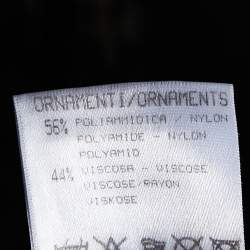 ORNAMENTI/ORNAMENTS
56% POLIAMMIDICA / NYLON
POLYAMIDE - NYLON
POLYAMID
44% VISCOSA - VISCOSE
VISCOSE/RAYON
VISKOSE